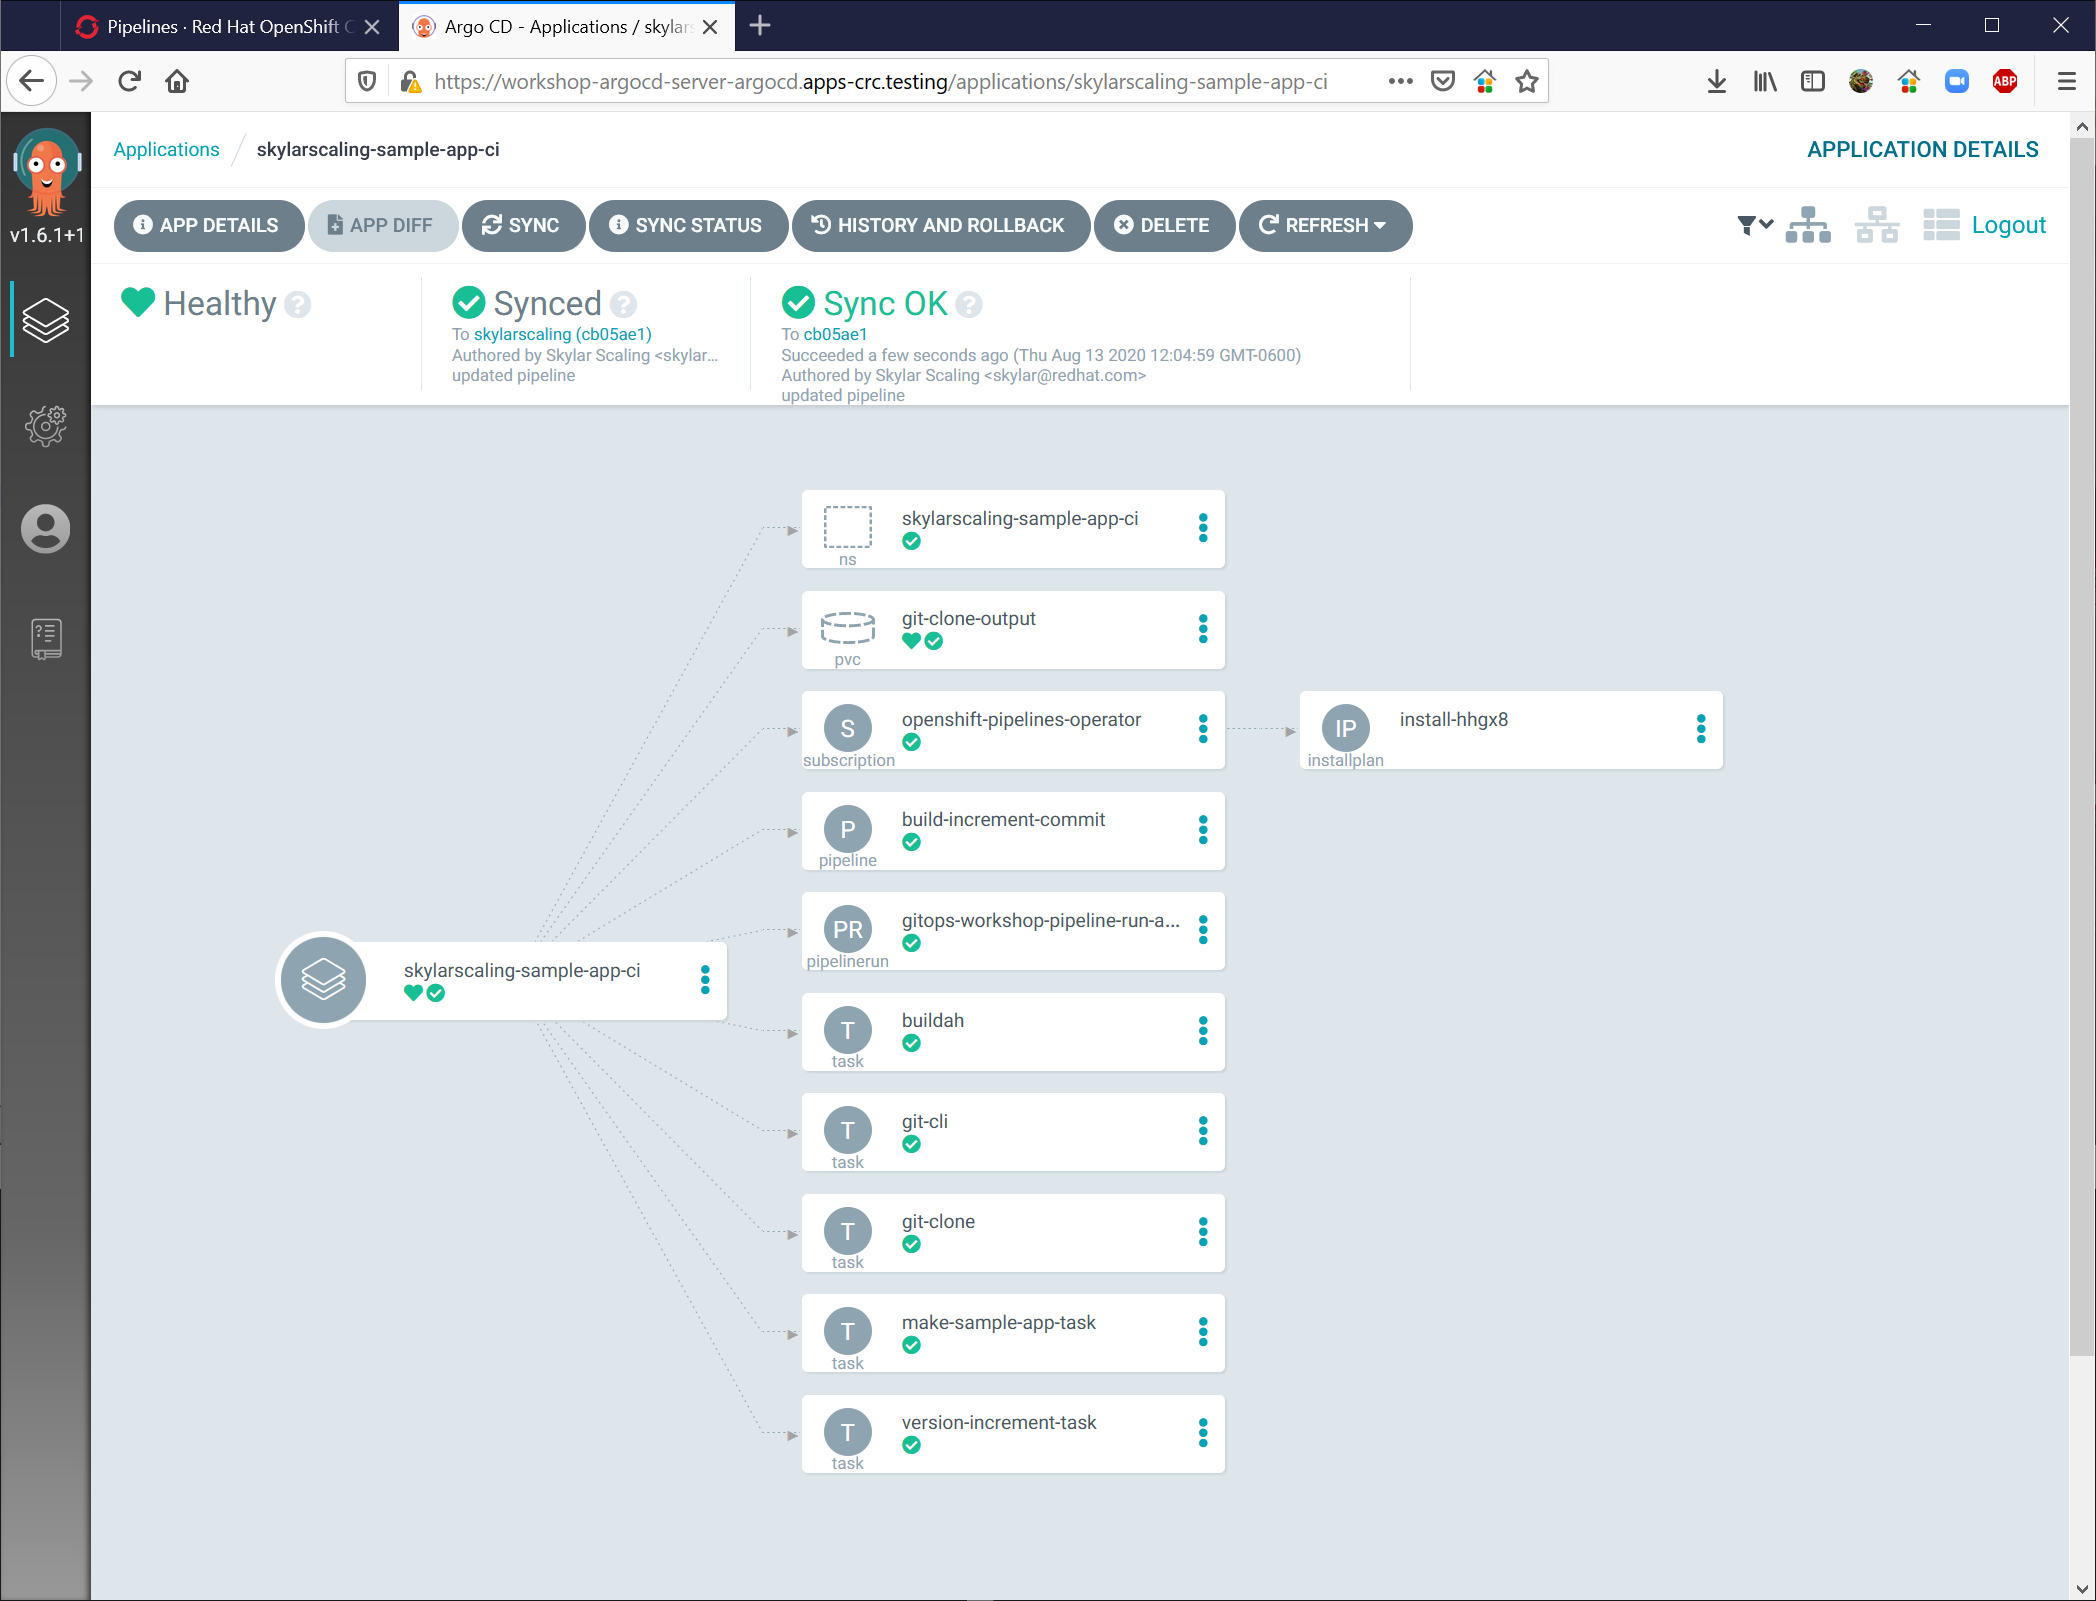 Pipelines · Red Hat OpenShift C
Argo CD - Applications / skylars
https://workshop-argocd-server-argocd.apps-crc.testing/applications/skylarscaling-sample-app-ci
ABP
v1.6.1+1
Applications / skylarscaling-sample-app-ci
APPLICATION DETAILS
APP DETAILS
APP DIFF
SYNC
SYNC STATUS
HISTORY AND ROLLBACK
DELETE
REFRESH
Logout
Healthy ?
Synced ?
To skylarscaling (cb05ae1)
Authored by Skylar Scaling <skylar...
updated pipeline
Sync OK ?
To cb05ae1
Succeeded a few seconds ago (Thu Aug 13 2020 12:04:59 GMT-0600)
Authored by Skylar Scaling <skylar@redhat.com>
updated pipeline
skylarscaling-sample-app-ci
ns
git-clone-output
pvc
S
openshift-pipelines-operator
subscription
IP
install-hhgx8
installplan
P
build-increment-commit
pipeline
PR
gitops-workshop-pipeline-run-a...
pipelinerun
skylarscaling-sample-app-ci
T
buildah
task
T
git-cli
task
T
git-clone
task
T
make-sample-app-task
task
T
version-increment-task
task